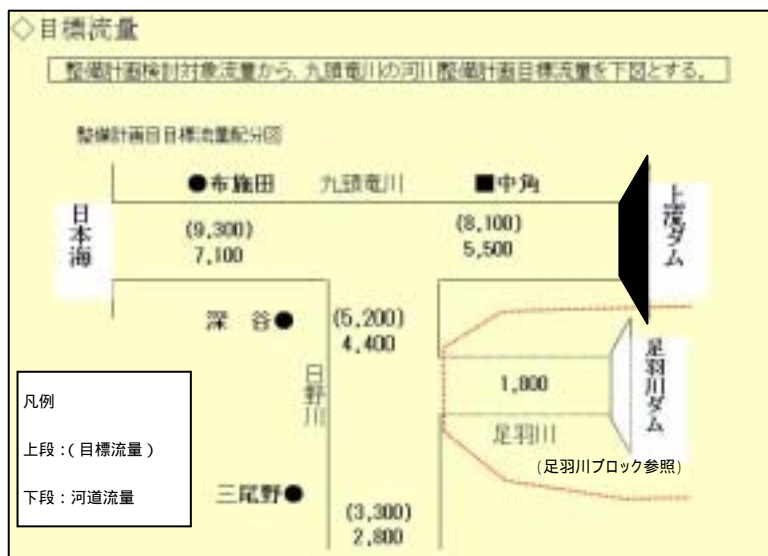 ◇目標流量
整備計画検討対象流量から、九頭竜川の河川整備計画目標流量を下図とする。
整備計画目目標流量配分図
●布施田 九頭竜川 ■中角
日本海
(9,300)
7,100
(8,100)
5,500
上流ダム
深 谷●
(5,200)
4,400
日野川
1,800
足羽川
足羽川ダム
(足羽川ブロック参照)
凡例
上段：(目標流量)
下段：河道流量
三尾野●
(3,300)
2,800